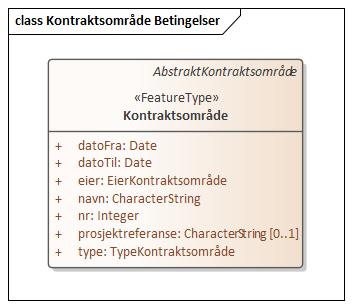 class Kontraktsområde Betingelser
AbstraktKontraktsområde
«FeatureType»
Kontraktsområde
+ datoFra: Date
+ datoTil: Date
+ eier: EierKontraktsområde
+ navn: CharacterString
+ nr: Integer
+ prosjektreferanse: CharacterString [0..1]
+ type: TypeKontraktsområde